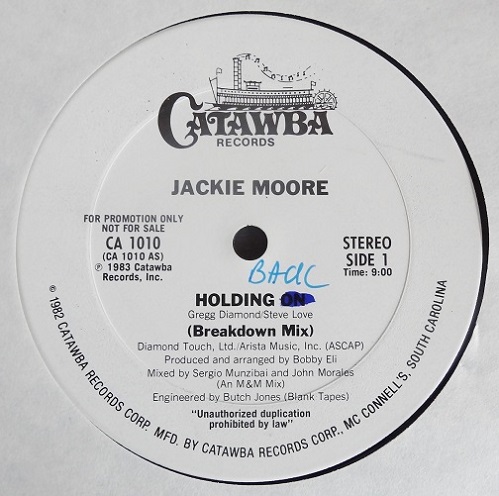 CATAWBA
RECORDS
JACKIE MOORE
FOR PROMOTION ONLY
NOT FOR SALE
CA 1010
(CA 1010 AS)
℗ 1983 Catawba
Records, Inc.
STEREO
SIDE 1
Time: 9:00
BACK
HOLDING ON
Gregg Diamond/Steve Love
(Breakdown Mix)
Diamond Touch, Ltd./Arista Music, Inc. (ASCAP)
Produced and arranged by Bobby Eli
Mixed by Sergio Munzibai and John Morales
(An M&M Mix)
Engineered by Butch Jones (Blank Tapes)
"Unauthorized duplication
prohibited by law"
© 1982 CATAWBA RECORDS CORP. MFD. BY CATAWBA RECORDS CORP., MC CONNELL'S, SOUTH CAROLINA